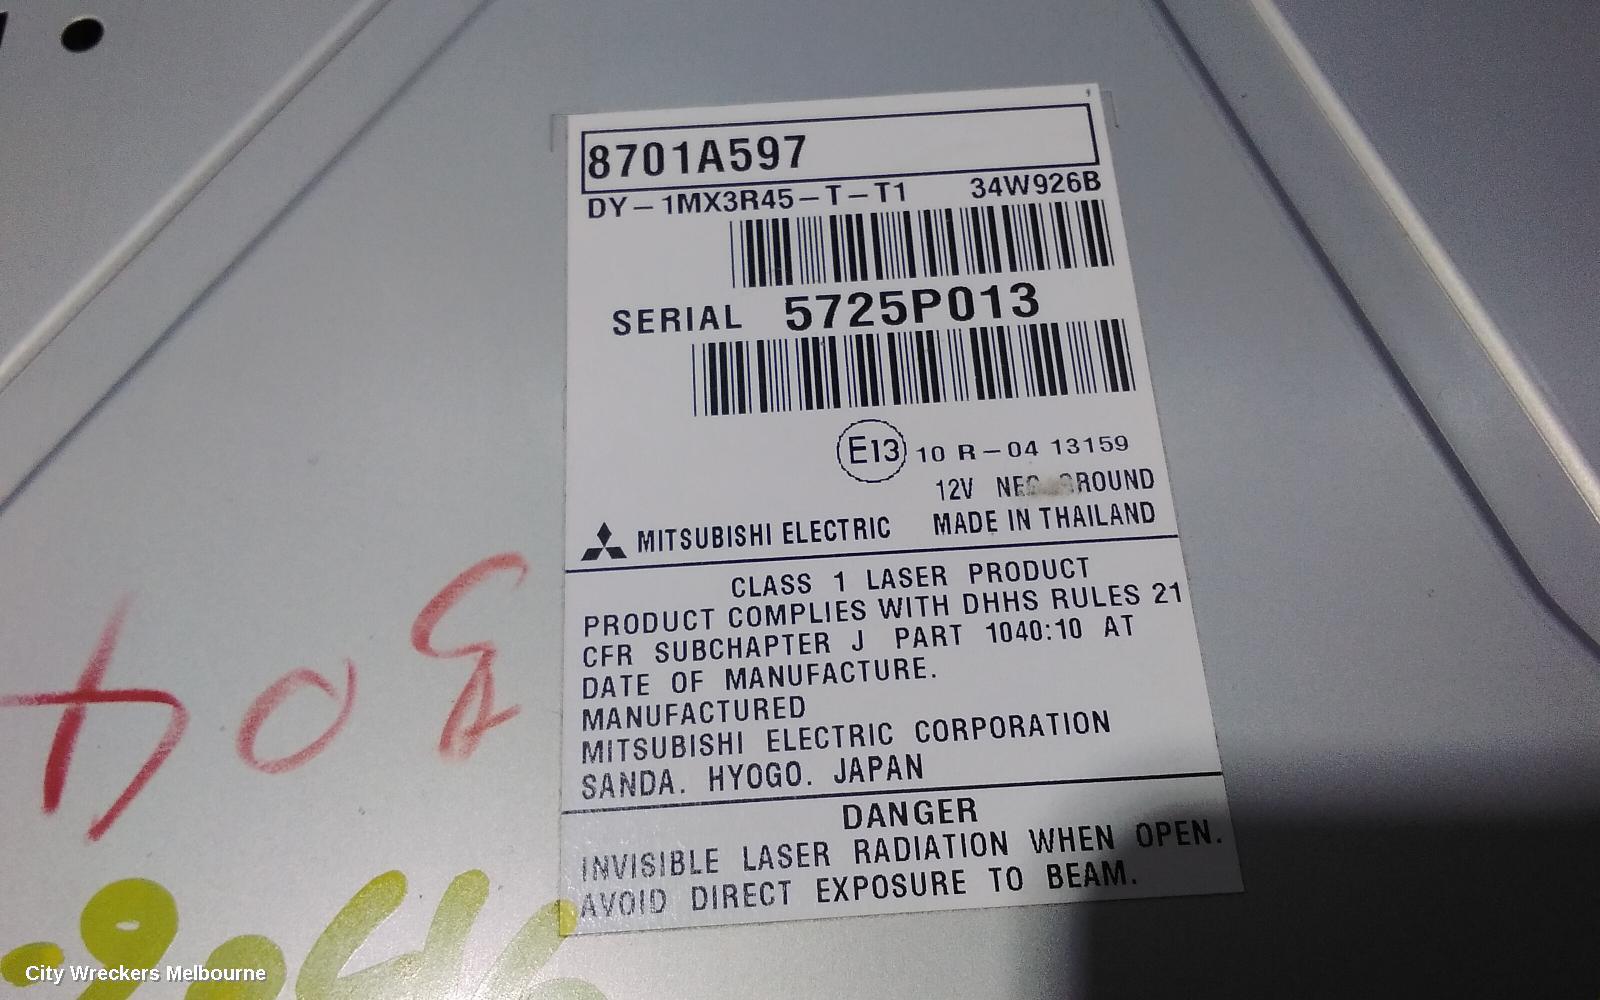 8701A597
DY-1MX3R45-T-T1 34W926B
SERIAL 5725P013
E13 10 R-04 13159
12V NEG GROUND
MITSUBISHI ELECTRIC MADE IN THAILAND
CLASS 1 LASER PRODUCT
PRODUCT COMPLIES WITH DHHS RULES 21
CFR SUBCHAPTER J PART 1040:10 AT
DATE OF MANUFACTURE.
MANUFACTURED
MITSUBISHI ELECTRIC CORPORATION
SANDA. HYOGO. JAPAN
DANGER
INVISIBLE LASER RADIATION WHEN OPEN.
AVOID DIRECT EXPOSURE TO BEAM.
City Wreckers Melbourne